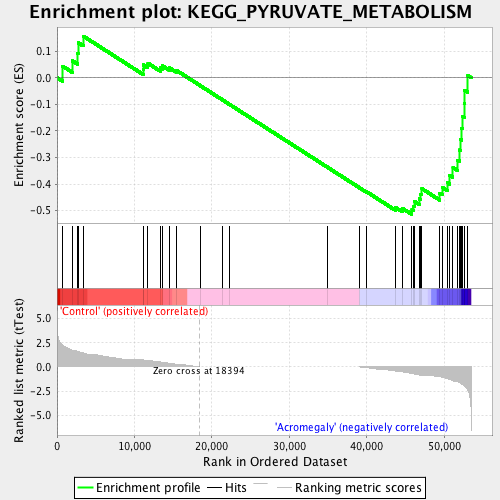 Enrichment plot: KEGG_PYRUVATE_METABOLISM
Enrichment score (ES)
0.1
0.0
-0.1
-0.2
-0.3
-0.4
-0.5
'Control' (positively correlated)
Ranked list metric (tTest)
5.0
2.5
0.0
-2.5
-5.0
Zero cross at 18394
'Acromegaly' (negatively correlated)
0
10,000
20,000
30,000
40,000
50,000
Rank in Ordered Dataset
Enrichment profile
Hits
Ranking metric scores